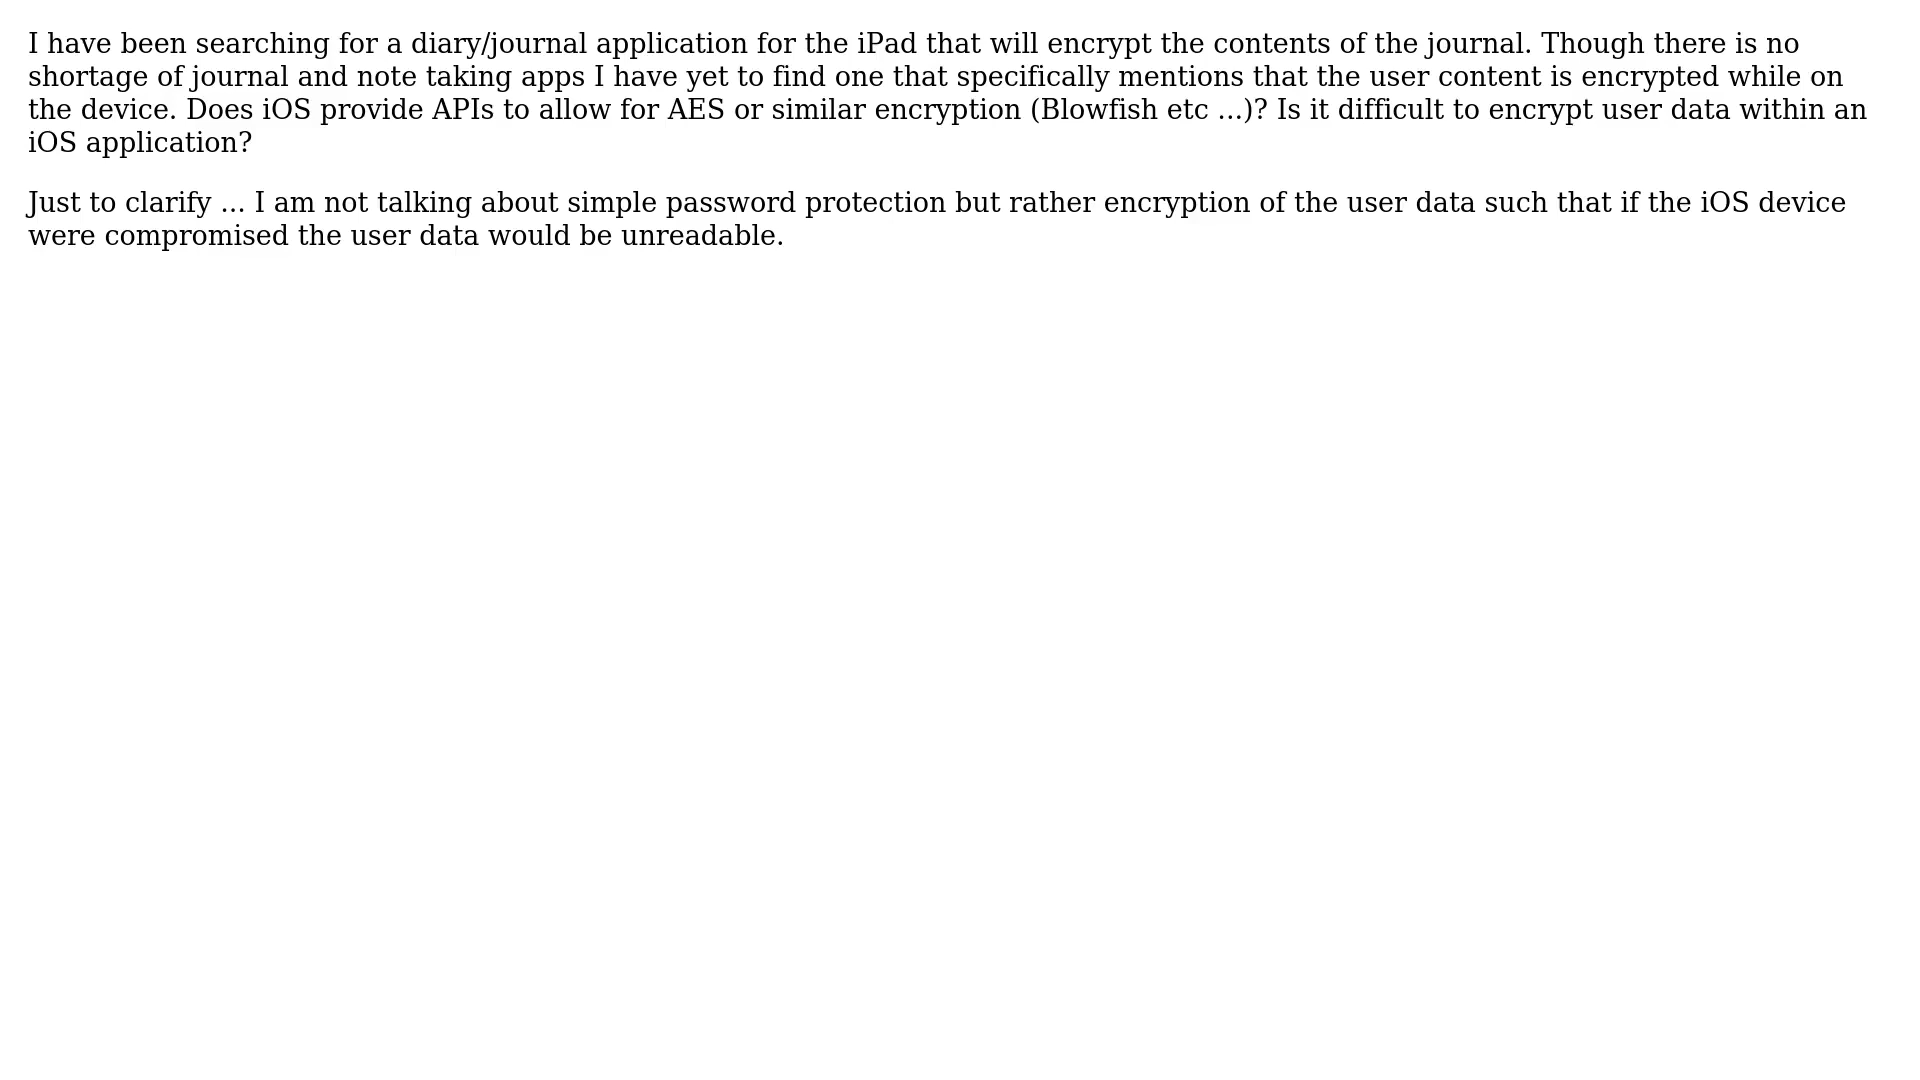 I have been searching for a diary/journal application for the iPad that will encrypt the contents of the journal. Though there is no
shortage of journal and note taking apps I have yet to find one that specifically mentions that the user content is encrypted while on
the device. Does iOS provide APIs to allow for AES or similar encryption (Blowfish etc ...)? Is it difficult to encrypt user data within an
iOS application?
Just to clarify ... I am not talking about simple password protection but rather encryption of the user data such that if the iOS device
were compromised the user data would be unreadable.